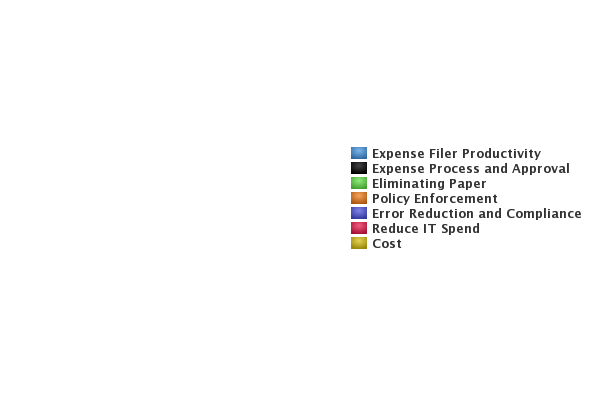 Expense Filer Productivity
Expense Process and Approval
Eliminating Paper
Policy Enforcement
Error Reduction and Compliance
Reduce IT Spend
Cost